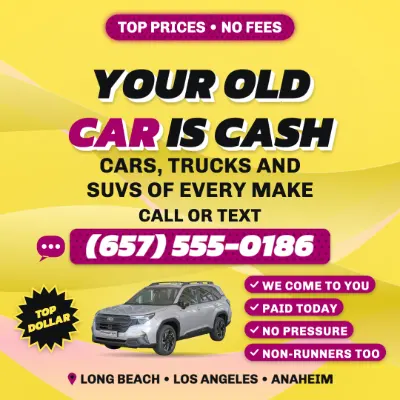 TOP PRICES • NO FEES
YOUR OLD
CAR IS CASH
CARS, TRUCKS AND
SUVS OF EVERY MAKE
CALL OR TEXT
(657) 555-0186
TOP
DOLLAR
WE COME TO YOU
PAID TODAY
NO PRESSURE
NON-RUNNERS TOO
LONG BEACH • LOS ANGELES • ANAHEIM